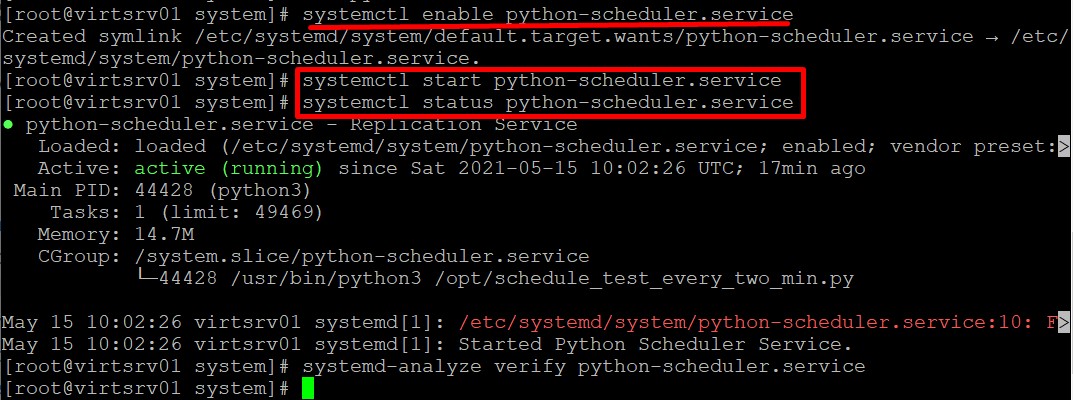 [root@virtsrv01 system]# systemctl enable python-scheduler.service
Created symlink /etc/systemd/system/default.target.wants/python-scheduler.service → /etc/
systemd/system/python-scheduler.service.
[root@virtsrv01 system]# systemctl start python-scheduler.service
[root@virtsrv01 system]# systemctl status python-scheduler.service
● python-scheduler.service - Replication Service
   Loaded: loaded (/etc/systemd/system/python-scheduler.service; enabled; vendor preset:>
   Active: active (running) since Sat 2021-05-15 10:02:26 UTC; 17min ago
 Main PID: 44428 (python3)
    Tasks: 1 (limit: 49469)
   Memory: 14.7M
   CGroup: /system.slice/python-scheduler.service
           └─44428 /usr/bin/python3 /opt/schedule_test_every_two_min.py
May 15 10:02:26 virtsrv01 systemd[1]: /etc/systemd/system/python-scheduler.service:10: F>
May 15 10:02:26 virtsrv01 systemd[1]: Started Python Scheduler Service.
[root@virtsrv01 system]# systemd-analyze verify python-scheduler.service
[root@virtsrv01 system]#